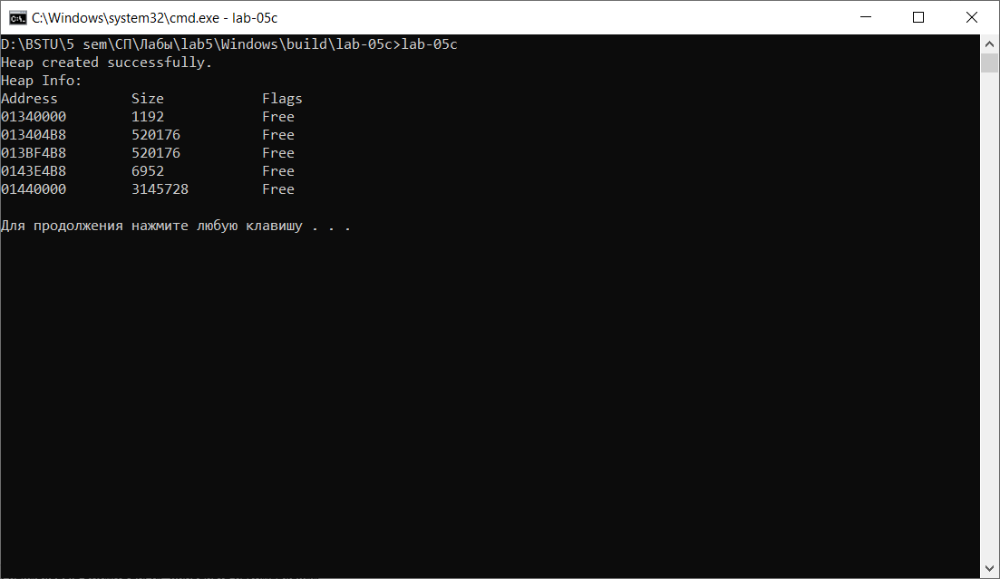 C:\Windows\system32\cmd.exe - lab-05c
D:\BSTU\5 sem\СП\Лабы\lab5\Windows\build\lab-05c>lab-05c
Heap created successfully.
Heap Info:
Address Size Flags
01340000 1192 Free
013404B8 520176 Free
013BF4B8 520176 Free
0143E4B8 6952 Free
01440000 3145728 Free
Для продолжения нажмите любую клавишу . . .